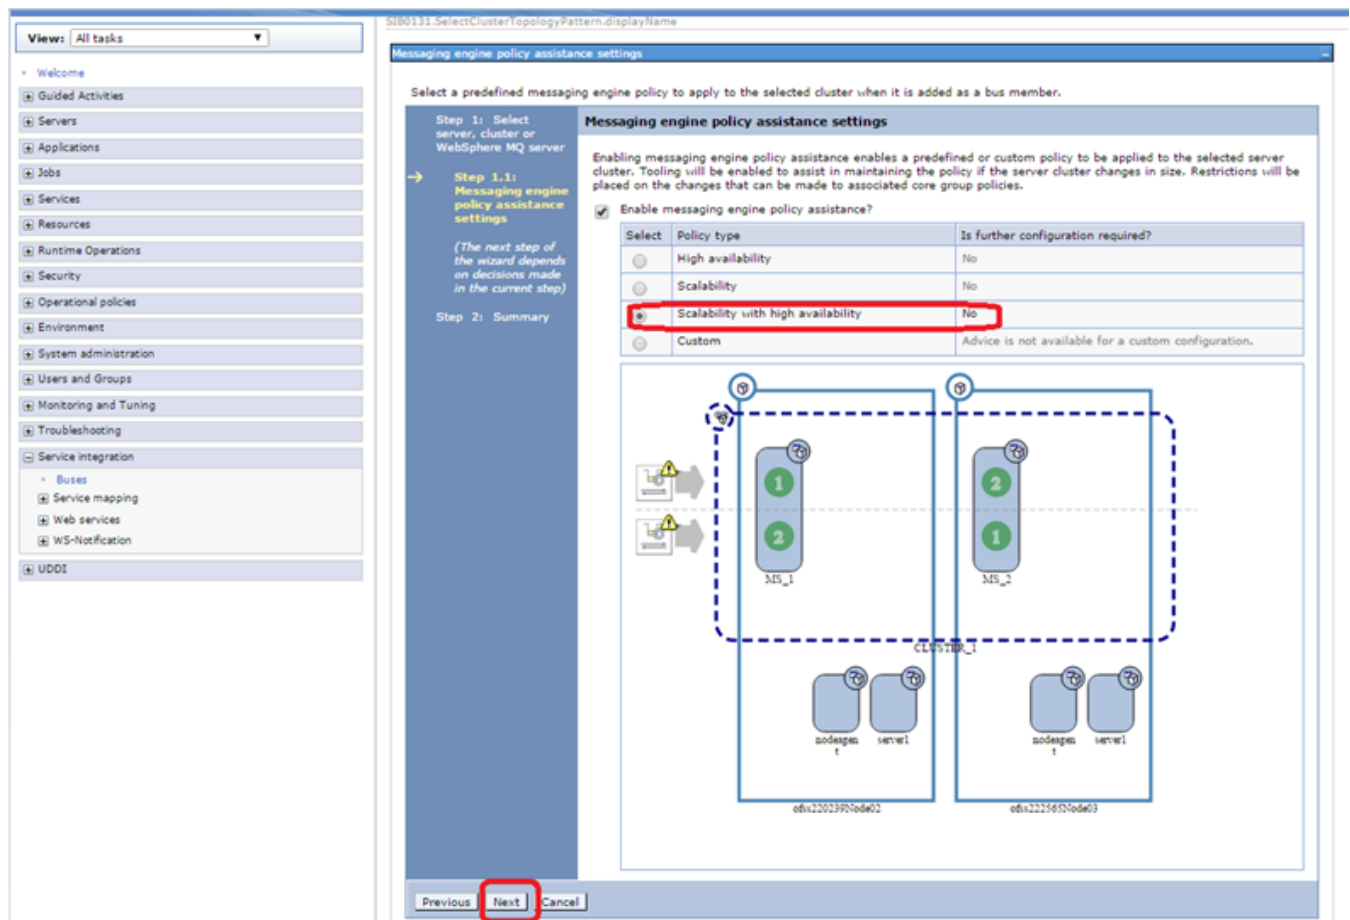 SIB0131.SelectClusterTopologyPattern.displayName
View: All tasks
Welcome
Guided Activities
Servers
Applications
Jobs
Services
Resources
Runtime Operations
Security
Operational policies
Environment
System administration
Users and Groups
Monitoring and Tuning
Troubleshooting
Service integration
Buses
Service mapping
Web services
WS-Notification
UDDI
Messaging engine policy assistance settings
Select a predefined messaging engine policy to apply to the selected cluster when it is added as a bus member.
Step 1: Select
server, cluster or
WebSphere MQ server
Step 1.1:
Messaging engine
policy assistance
settings
(The next step of
the wizard depends
on decisions made
in the current step)
Step 2: Summary
Messaging engine policy assistance settings
Enabling messaging engine policy assistance enables a predefined or custom policy to be applied to the selected server
cluster. Tooling will be enabled to assist in maintaining the policy if the server cluster changes in size. Restrictions will be
placed on the changes that can be made to associated core group policies.
Enable messaging engine policy assistance?
Select Policy type Is further configuration required?
High availability No
Scalability No
Scalability with high availability No
Custom Advice is not available for a custom configuration.
1 2
2 1
MS_1 MS_2
CLUSTER_1
nodeagen
t
server1
nodeagen
t
server1
ofss220239Node02 ofss222565Node03
Previous Next Cancel